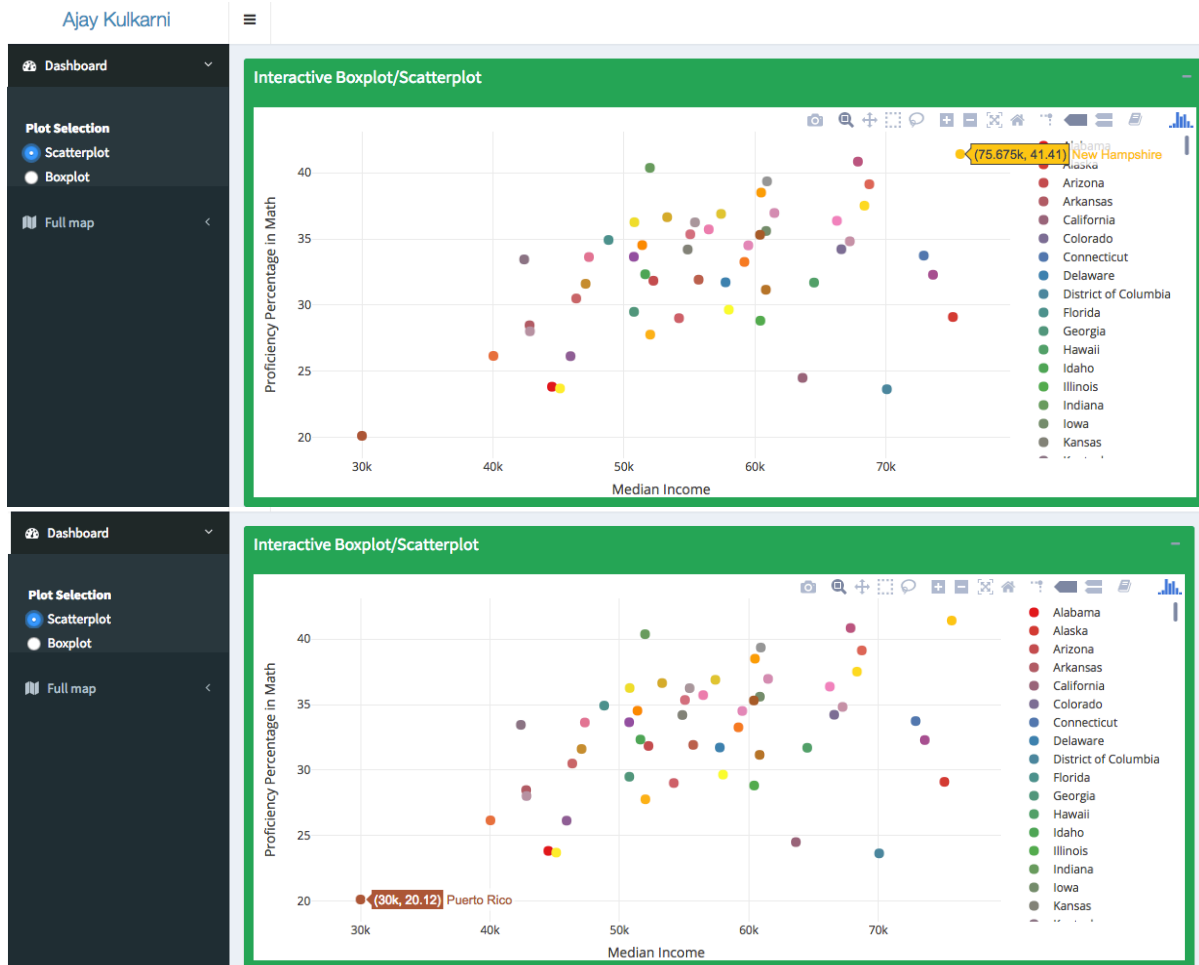 Ajay Kulkarni
Dashboard
Plot Selection
Scatterplot
Boxplot
Full map
Interactive Boxplot/Scatterplot
Proficiency Percentage in Math
40
35
30
25
20
30k
40k
50k
60k
70k
Median Income
(75.675k, 41.41) New Hampshire
Alabama
Alaska
Arizona
Arkansas
California
Colorado
Connecticut
Delaware
District of Columbia
Florida
Georgia
Hawaii
Idaho
Illinois
Indiana
Iowa
Kansas
Dashboard
Plot Selection
Scatterplot
Boxplot
Full map
Interactive Boxplot/Scatterplot
Proficiency Percentage in Math
40
35
30
25
20
(30k, 20.12) Puerto Rico
30k
40k
50k
60k
70k
Median Income
Alabama
Alaska
Arizona
Arkansas
California
Colorado
Connecticut
Delaware
District of Columbia
Florida
Georgia
Hawaii
Idaho
Illinois
Indiana
Iowa
Kansas